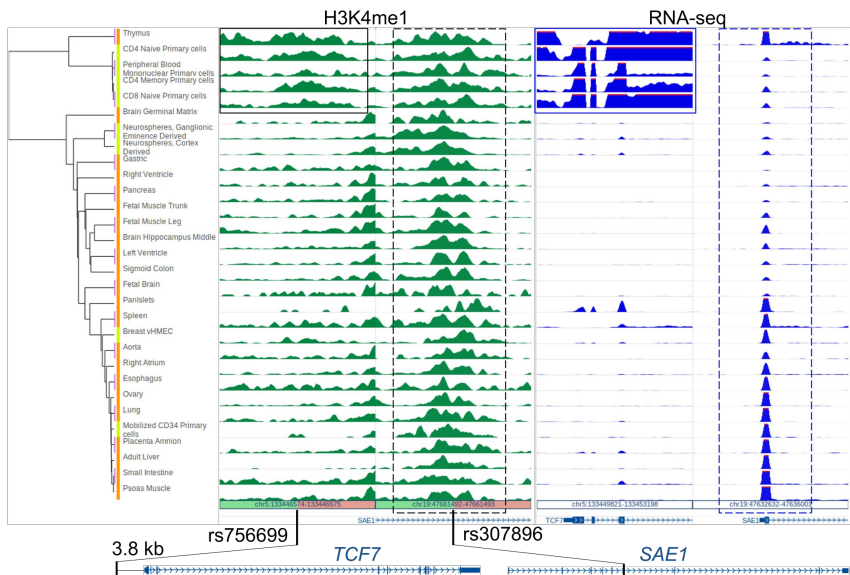 H3K4me1
RNA-seq
Thymus
CD4 Naive Primary cells
Peripheral Blood
Mononuclear Primary cells
CD4 Memory Primary cells
CD8 Naive Primary cells
Brain Germinal Matrix
Neurospheres, Ganglionic
Eminence Derived
Neurospheres, Cortex
Derived
Gastric
Right Ventricle
Pancreas
Fetal Muscle Trunk
Fetal Muscle Leg
Brain Hippocampus Middle
Left Ventricle
Sigmoid Colon
Fetal Brain
PanIslets
Spleen
Breast vHMEC
Aorta
Right Atrium
Esophagus
Ovary
Lung
Mobilized CD34 Primary
cells
Placenta Amnion
Adult Liver
Small Intestine
Psoas Muscle
chr5:133446574-133446575
chr19:47661492-47661493
chr5:133449821-133453198
chr19:47632632-47636001
SAE1
TCF7
SAE1
rs756699
rs307896
3.8 kb
TCF7
SAE1